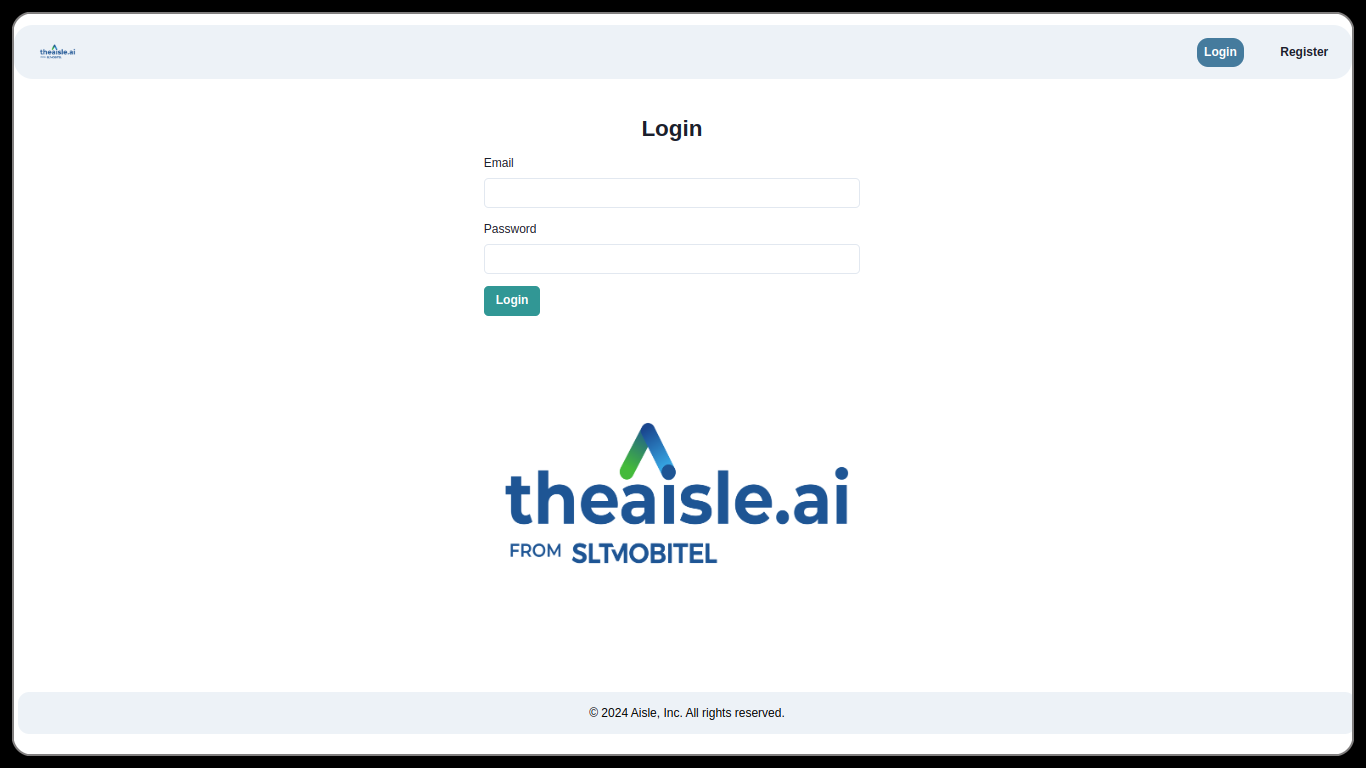 theaisle.ai
Login
Register
Login
Email
Password
Login
theaisle.ai
FROM SLTMOBITEL
© 2024 Aisle, Inc. All rights reserved.